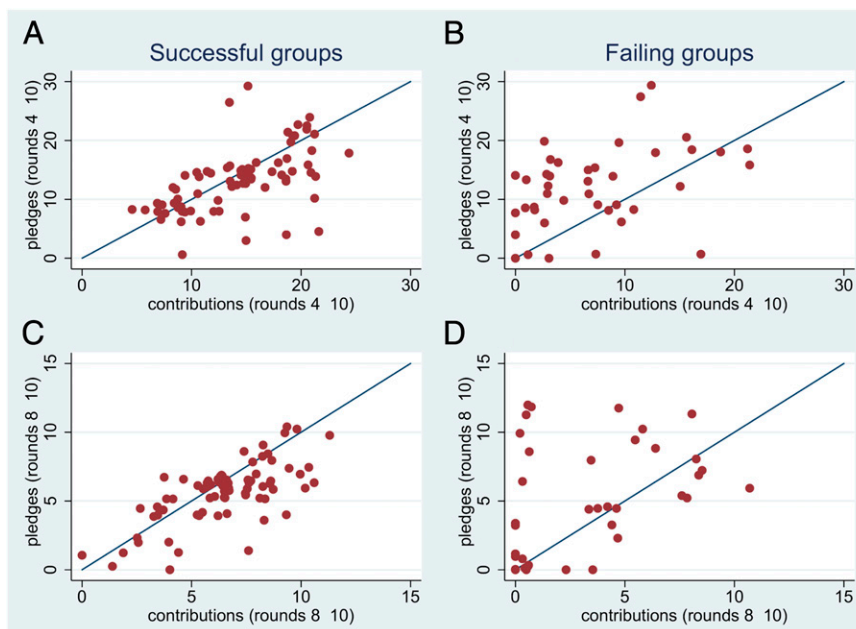 A
Successful groups
pledges (rounds 4 10)
30
20
10
0
0 10 20 30
contributions (rounds 4 10)
B
Failing groups
pledges (rounds 4 10)
30
20
10
0
0 10 20 30
contributions (rounds 4 10)
C
pledges (rounds 8 10)
15
10
5
0
0 5 10 15
contributions (rounds 8 10)
D
pledges (rounds 8 10)
15
10
5
0
0 5 10 15
contributions (rounds 8 10)